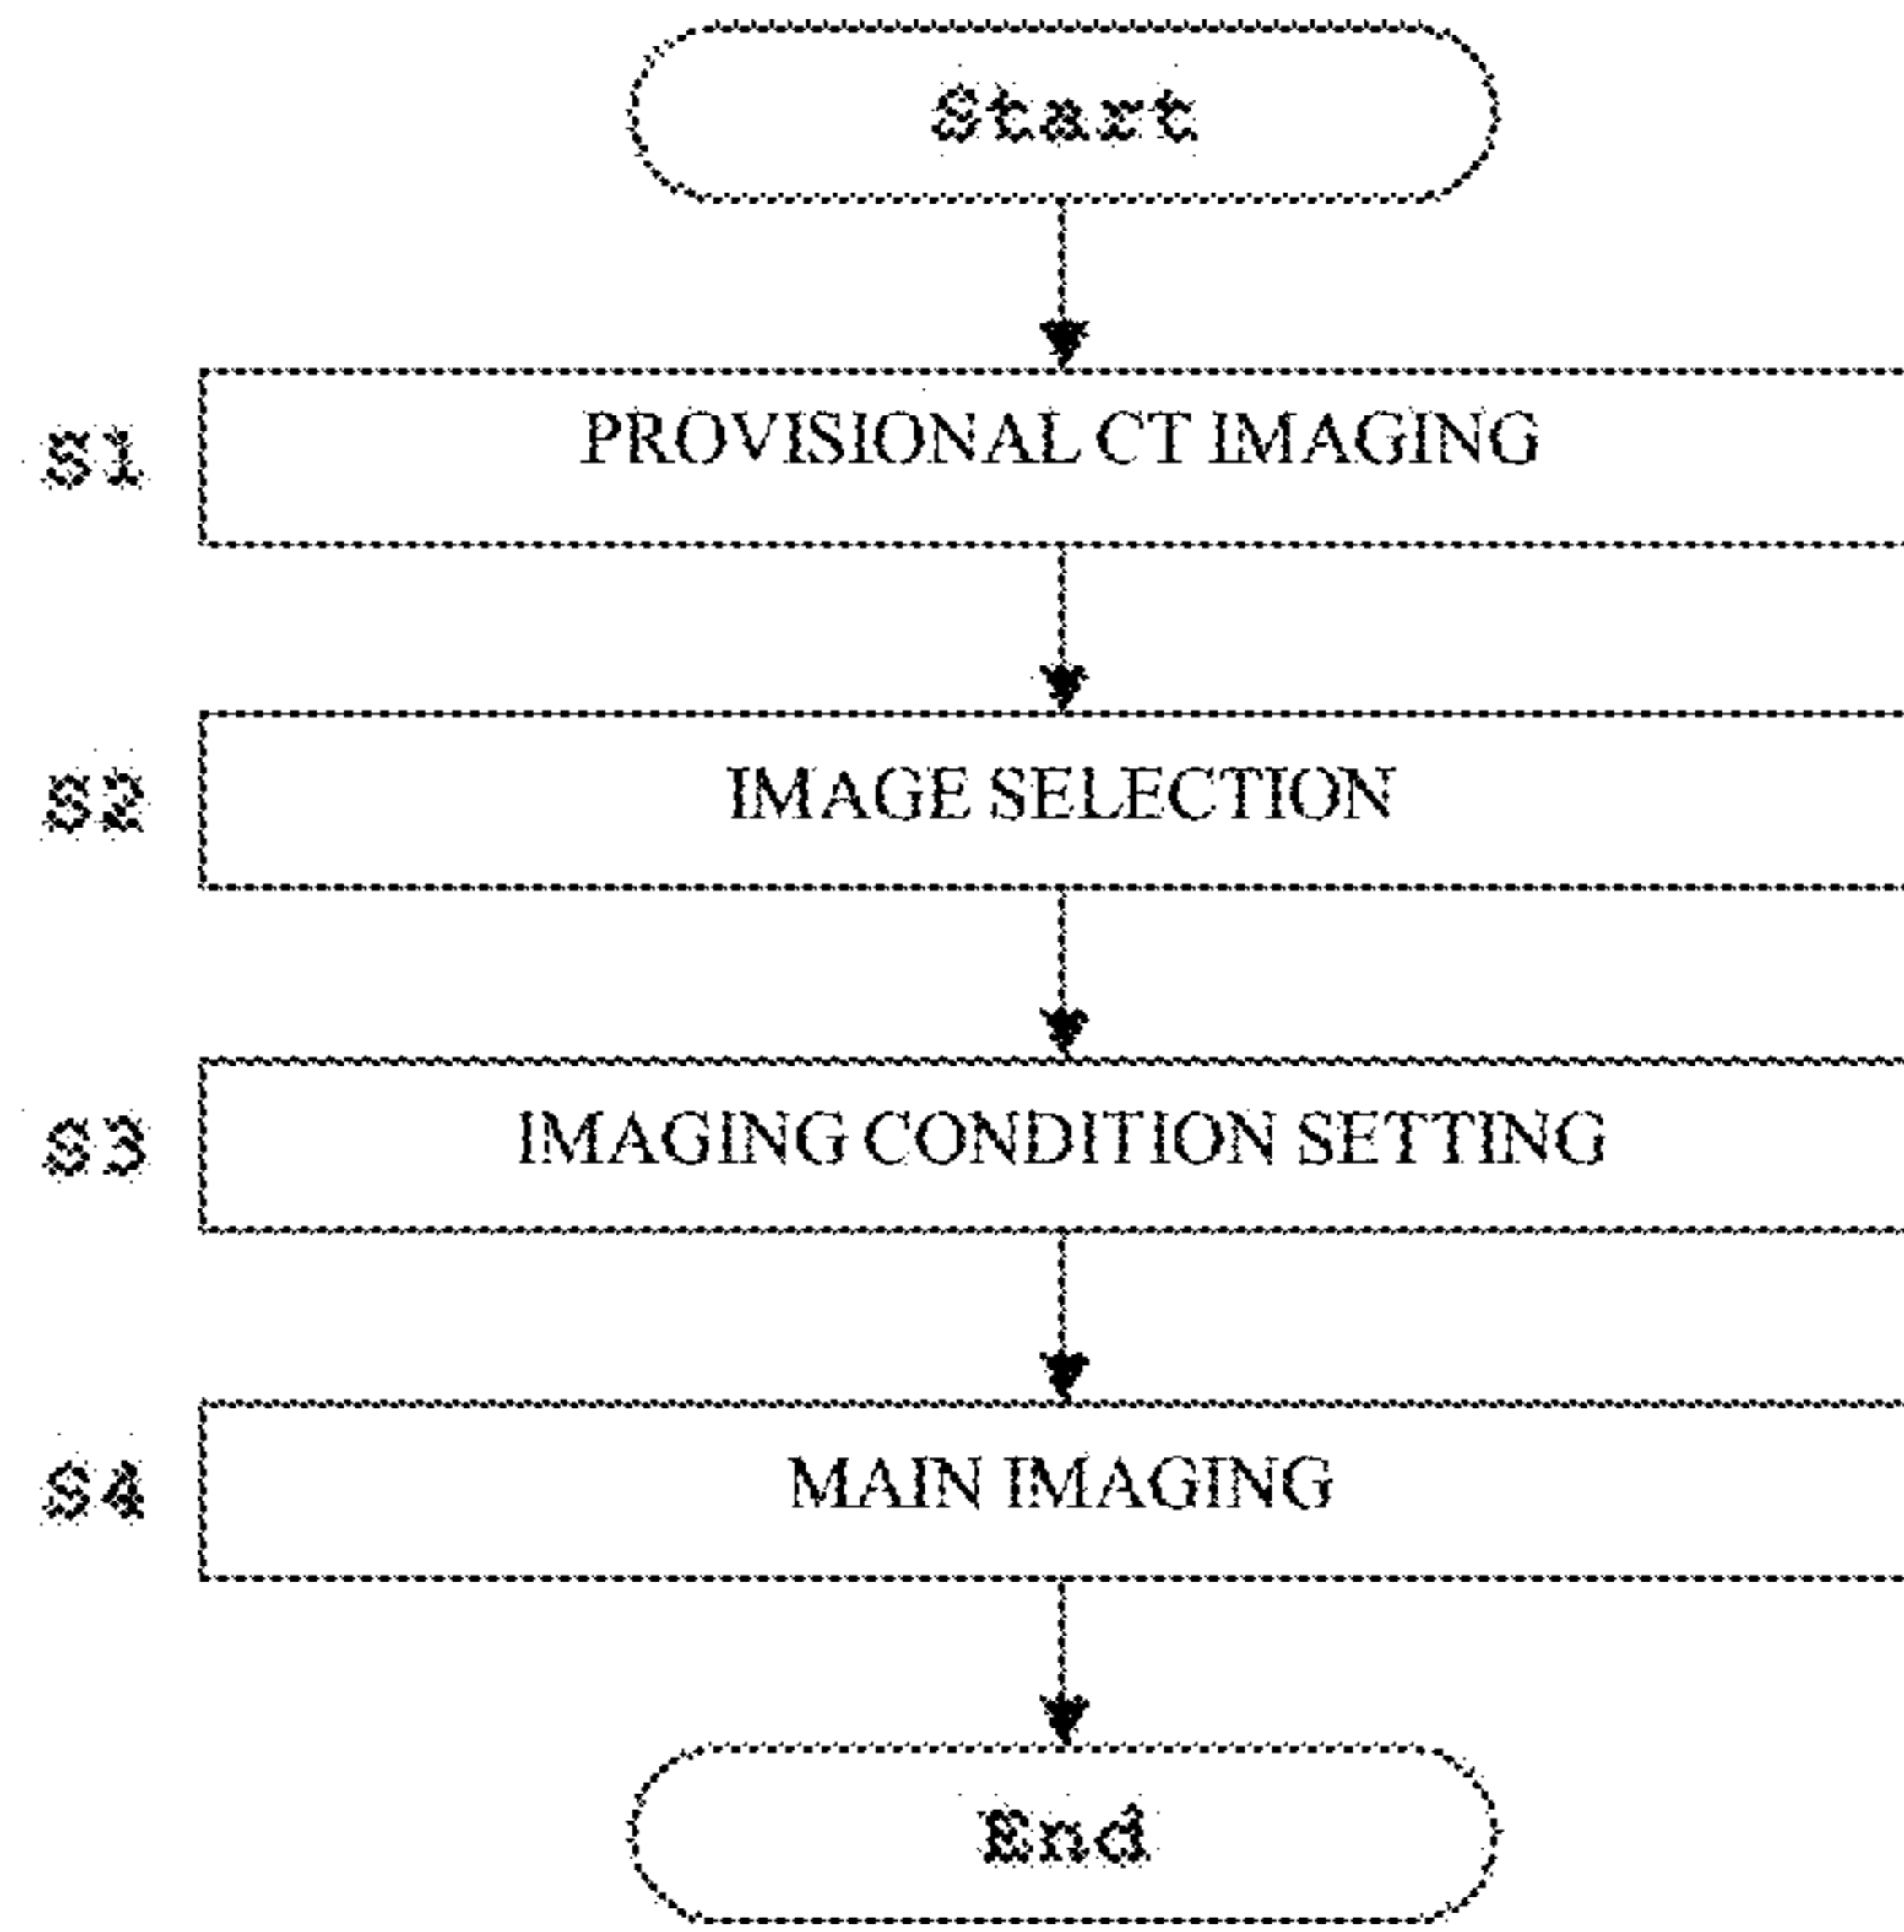 Start
S1 PROVISIONAL CT IMAGING
S2 IMAGE SELECTION
S3 IMAGING CONDITION SETTING
S4 MAIN IMAGING
End